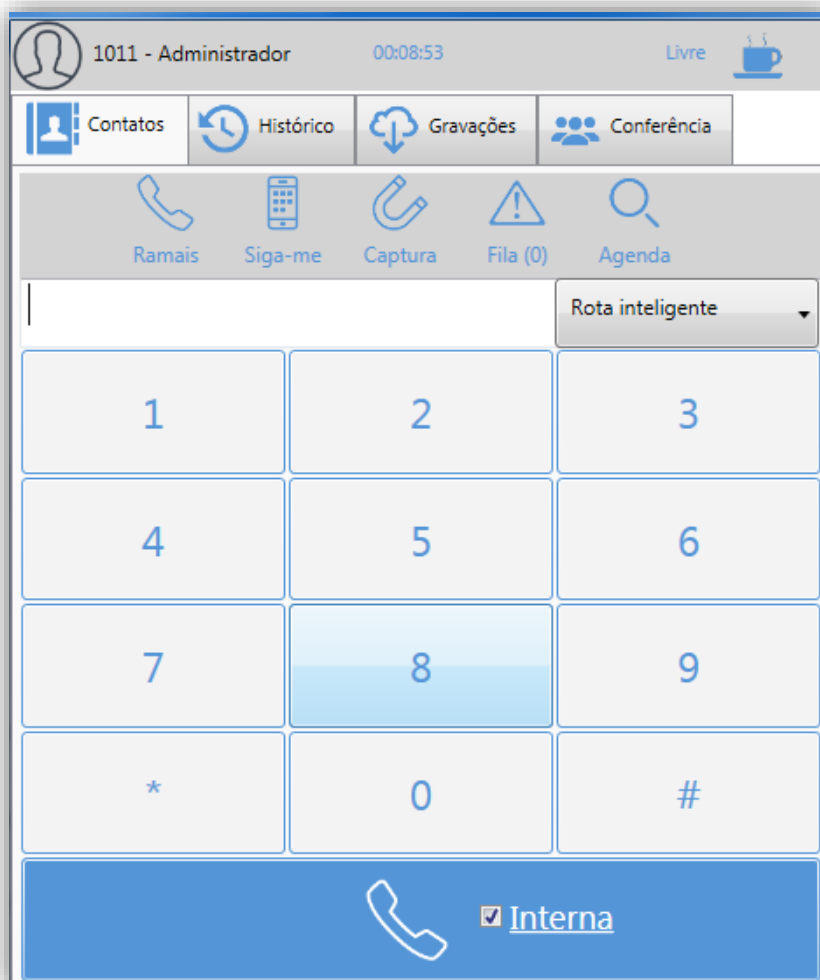 1011 - Administrador 00:08:53 Livre
Contatos Histórico Gravações Conferência
Ramais Siga-me Captura Fila (0) Agenda
Rota inteligente
1 2 3
4 5 6
7 8 9
* 0 #
Interna